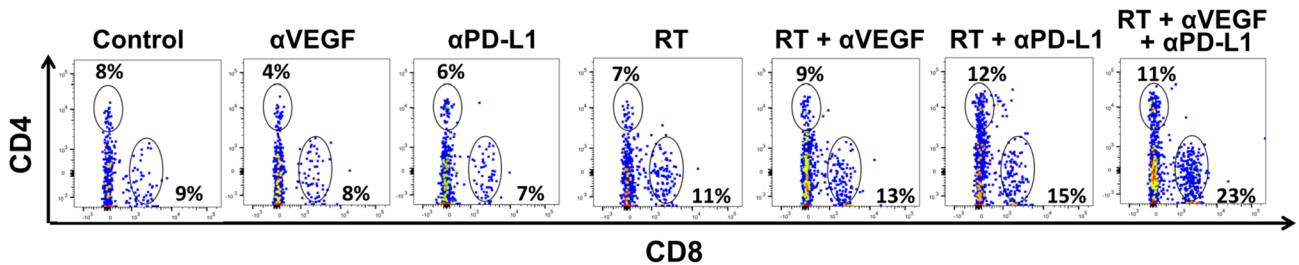 Control
αVEGF
αPD-L1
RT
RT + αVEGF
RT + αPD-L1
RT + αVEGF
+ αPD-L1
8%
4%
6%
7%
9%
12%
11%
9%
8%
7%
11%
13%
15%
23%
CD4
CD8